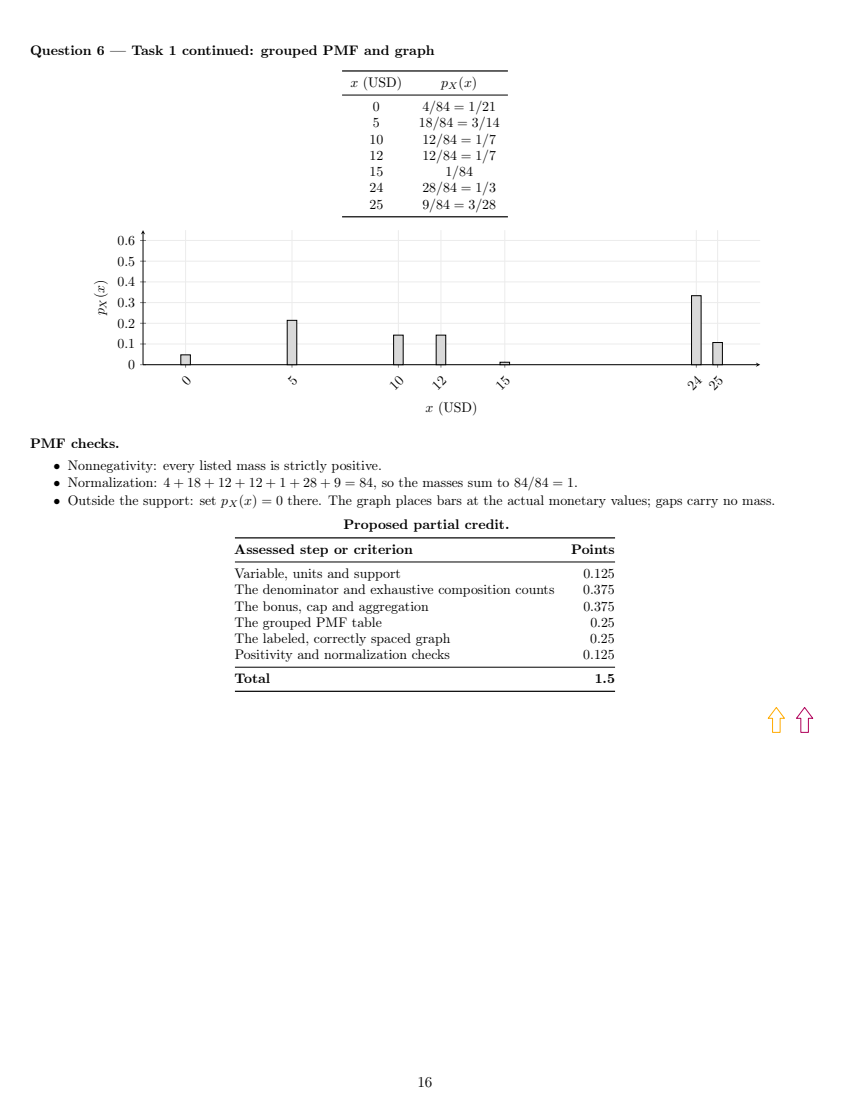 Question 6 — Task 1 continued: grouped PMF and graph
x (USD) p_X(x)
0 4/84 = 1/21
5 18/84 = 3/14
10 12/84 = 1/7
12 12/84 = 1/7
15 1/84
24 28/84 = 1/3
25 9/84 = 3/28
0.6
0.5
0.4
0.3
0.2
0.1
0
p_X(x)
0 5 10 12 15 24 25
x (USD)
PMF checks.
• Nonnegativity: every listed mass is strictly positive.
• Normalization: 4 + 18 + 12 + 12 + 1 + 28 + 9 = 84, so the masses sum to 84/84 = 1.
• Outside the support: set p_X(x) = 0 there. The graph places bars at the actual monetary values; gaps carry no mass.
Proposed partial credit.
Assessed step or criterion Points
Variable, units and support 0.125
The denominator and exhaustive composition counts 0.375
The bonus, cap and aggregation 0.375
The grouped PMF table 0.25
The labeled, correctly spaced graph 0.25
Positivity and normalization checks 0.125
Total 1.5
16